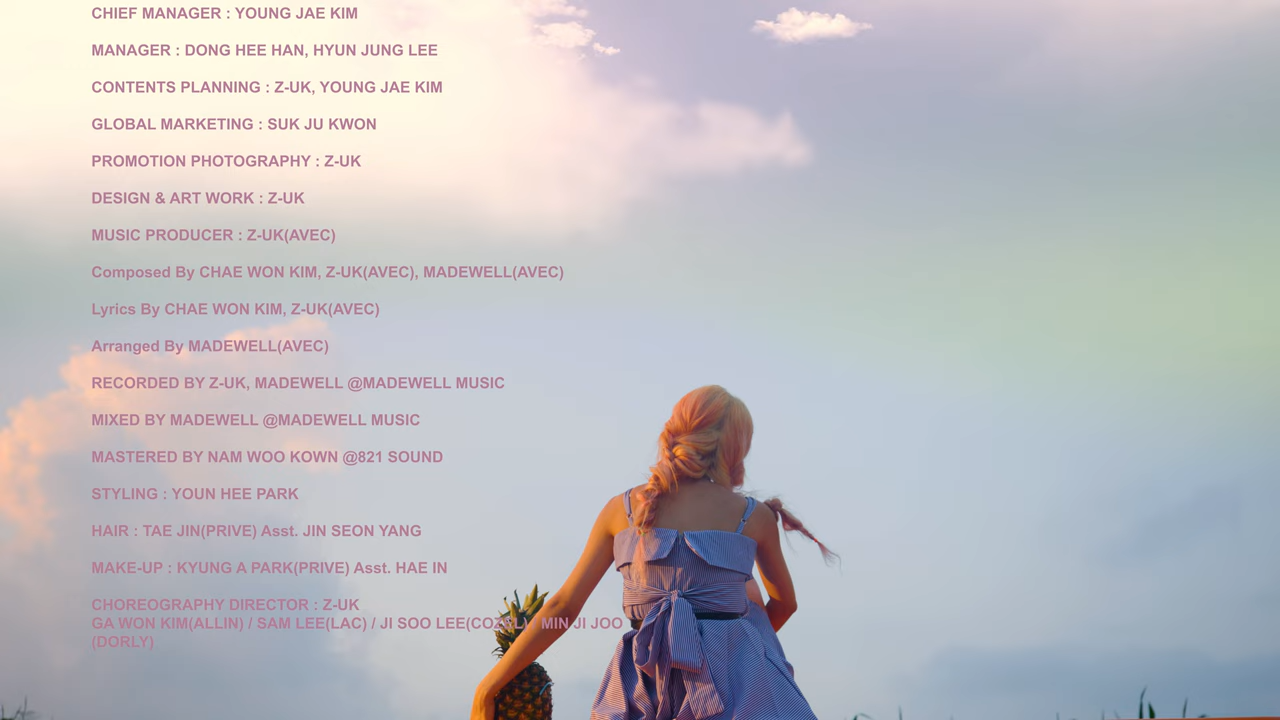 CHIEF MANAGER : YOUNG JAE KIM
MANAGER : DONG HEE HAN, HYUN JUNG LEE
CONTENTS PLANNING : Z-UK, YOUNG JAE KIM
GLOBAL MARKETING : SUK JU KWON
PROMOTION PHOTOGRAPHY : Z-UK
DESIGN & ART WORK : Z-UK
MUSIC PRODUCER : Z-UK(AVEC)
Composed By CHAE WON KIM, Z-UK(AVEC), MADEWELL(AVEC)
Lyrics By CHAE WON KIM, Z-UK(AVEC)
Arranged By MADEWELL(AVEC)
RECORDED BY Z-UK, MADEWELL @MADEWELL MUSIC
MIXED BY MADEWELL @MADEWELL MUSIC
MASTERED BY NAM WOO KOWN @821 SOUND
STYLING : YOUN HEE PARK
HAIR : TAE JIN(PRIVE) Asst. JIN SEON YANG
MAKE-UP : KYUNG A PARK(PRIVE) Asst. HAE IN
CHOREOGRAPHY DIRECTOR : Z-UK
GA WON KIM(ALLIN) / SAM LEE(LAC) / JI SOO MIN JI JOO
(DORLY)